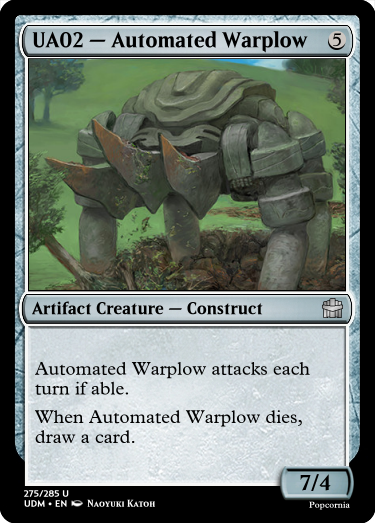 UA02 — Automated Warplow 5
Artifact Creature — Construct
Automated Warplow attacks each
turn if able.
When Automated Warplow dies,
draw a card.
7/4
275/285 U
UDM • EN Naoyuki Katoh
Popcornia